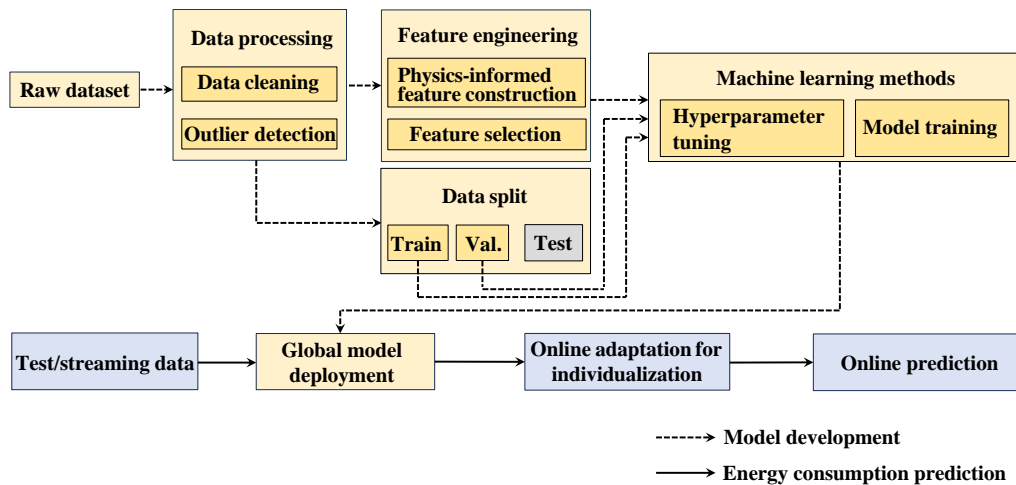 Data processing
Data cleaning
Outlier detection
Feature engineering
Physics-informed
feature construction
Feature selection
Raw dataset
Machine learning methods
Hyperparameter
tuning
Model training
Data split
Train
Val.
Test
Test/streaming data
Global model
deployment
Online adaptation for
individualization
Online prediction
Model development
Energy consumption prediction